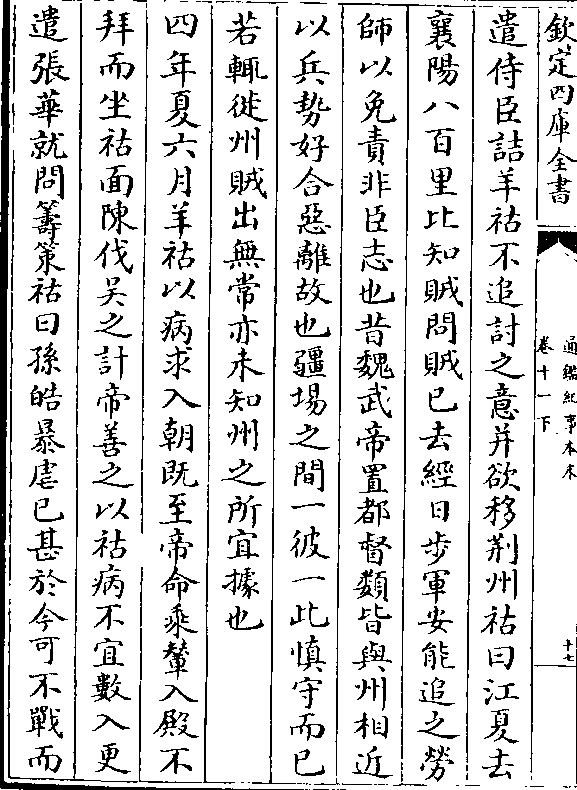 欽定四庫全書
通鑑紀事本末
卷十一下
十七
遣侍臣詰羊祜不追討之意并欲移荆州祜曰江夏去
襄陽八百里比知賊問賊已去經日步軍安能追之勞
師以免責非臣志也昔魏武帝置都督類皆與州相近
以兵勢好合惡離故也疆埸之間一彼一此慎守而已
若輒徙州賊出無常亦未知州之所宜據也
四年夏六月羊祜以病求入朝既至帝命乘輦入殿不
拜而坐祜面陳伐吴之計帝善之以祜病不宜數入更
遣張華就問籌策祜曰孫皓暴虐已甚於今可不戰而